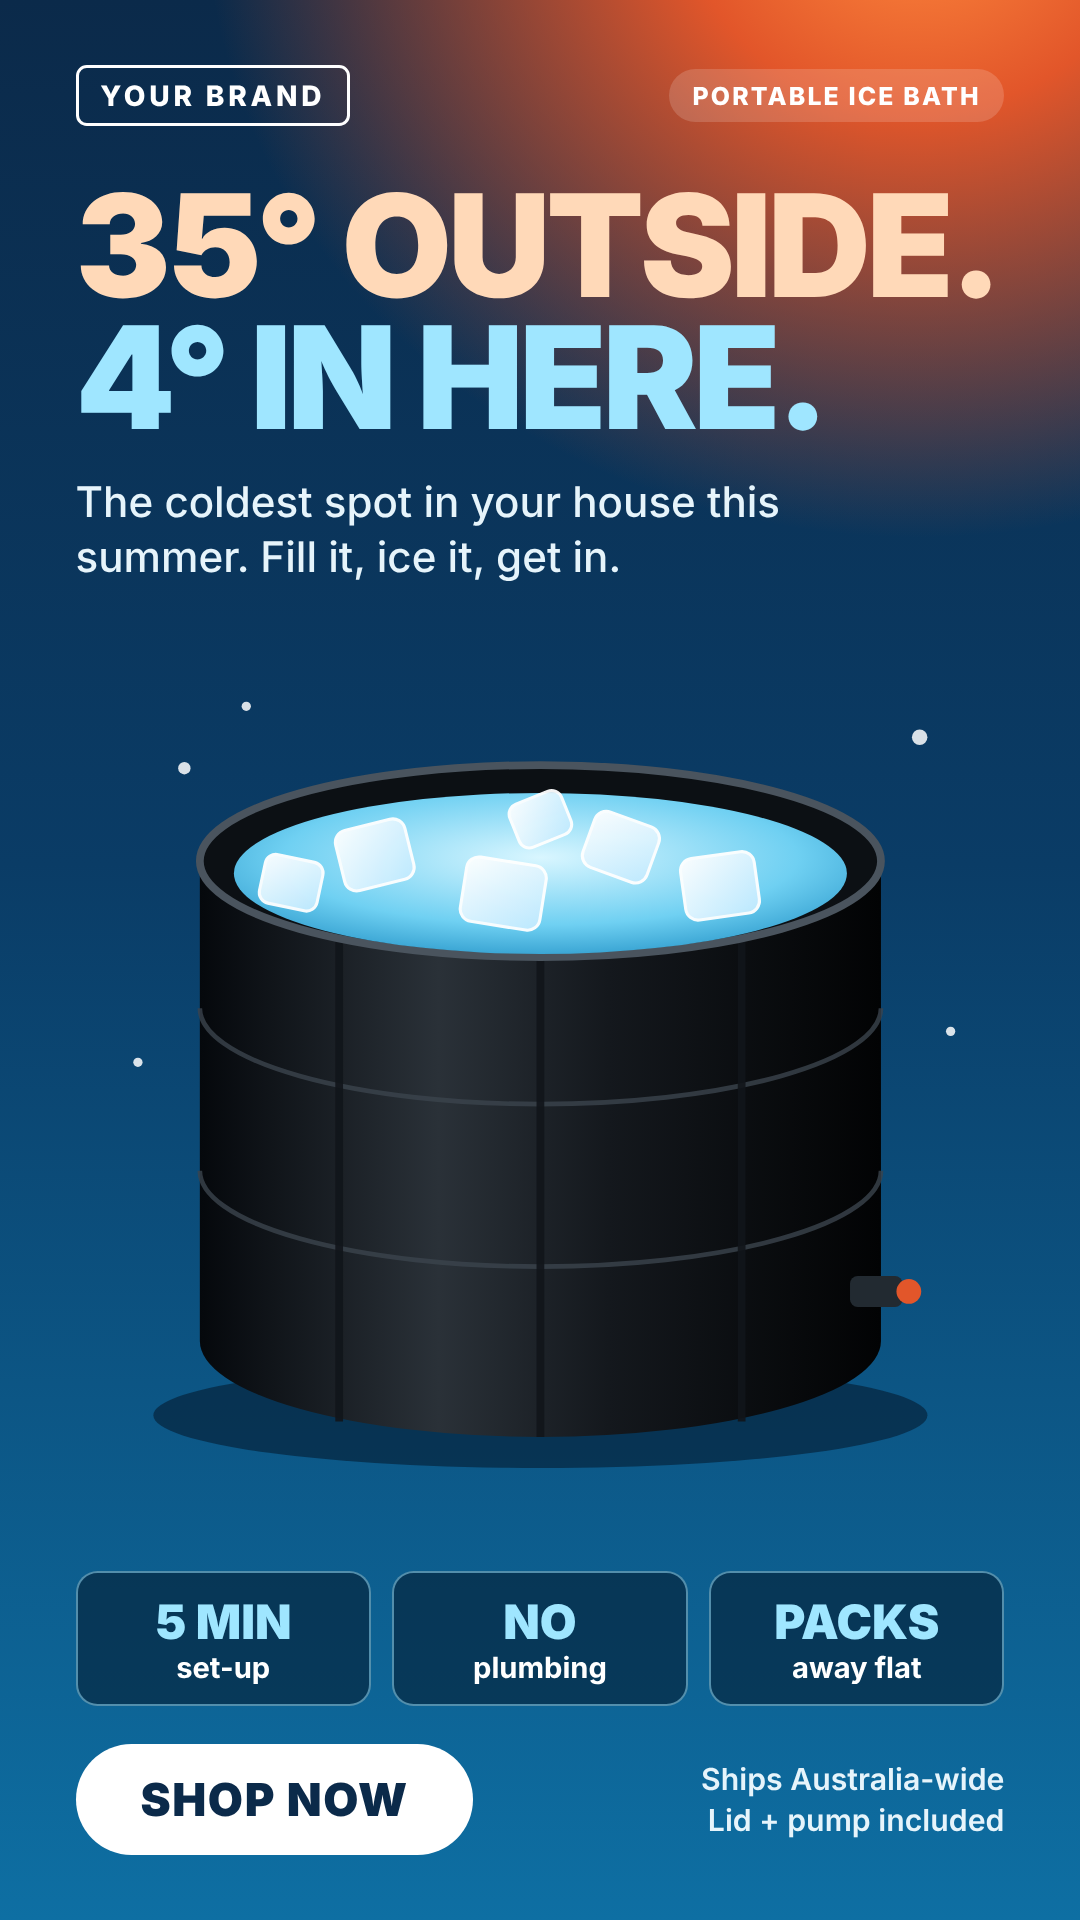 YOUR BRAND
PORTABLE ICE BATH
35° OUTSIDE.
4° IN HERE.
The coldest spot in your house this
summer. Fill it, ice it, get in.
5 MIN
set-up
NO
plumbing
PACKS
away flat
SHOP NOW
Ships Australia-wide
Lid + pump included